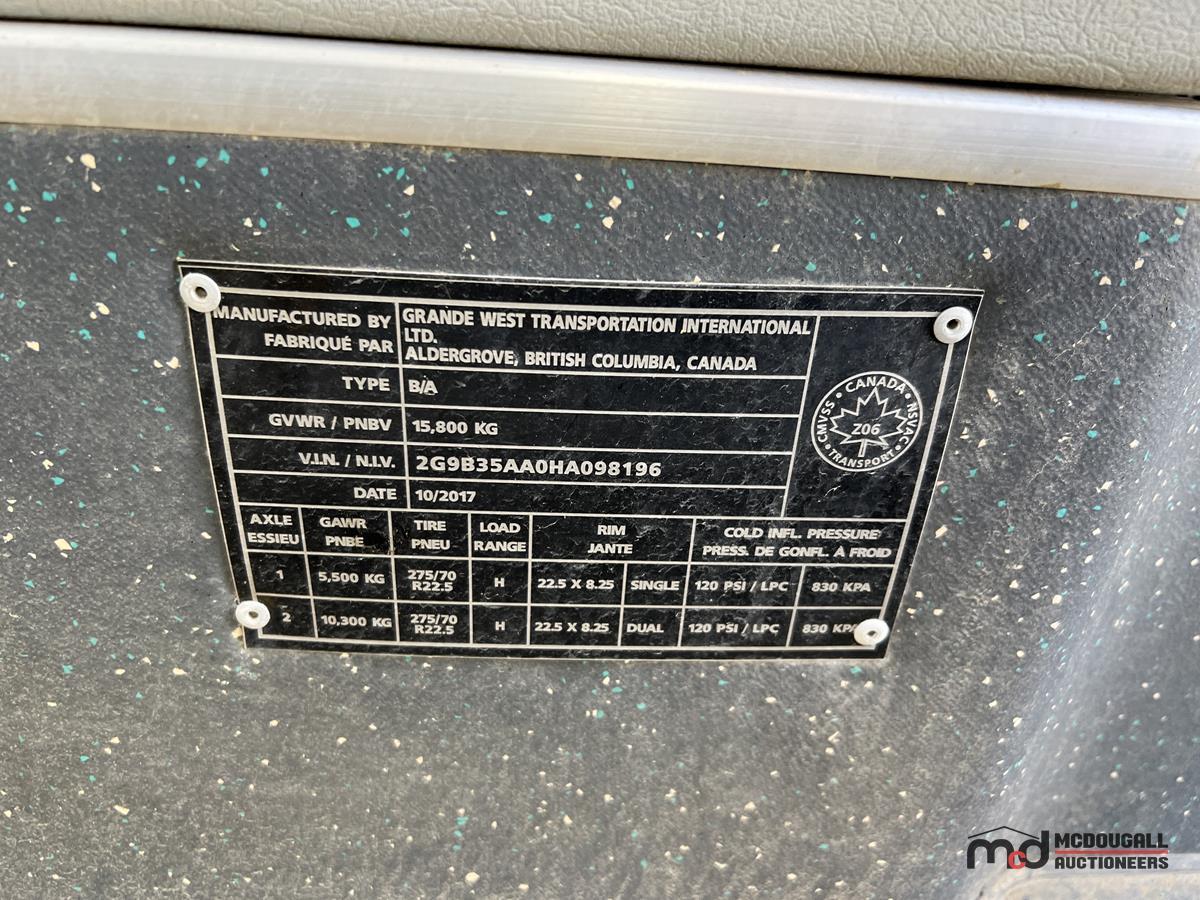 MANUFACTURED BY
FABRIQUÉ PAR
GRANDE WEST TRANSPORTATION INTERNATIONAL
LTD.
ALDERGROVE, BRITISH COLUMBIA, CANADA
TYPE B/A
GVWR / PNBV 15,800 KG
V.I.N. / N.I.V. 2G9B35AA0HA098196
DATE 10/2017
CANADA
CMVSS • NSVAC
Z06
TRANSPORT
AXLE GAWR TIRE LOAD RIM COLD INFL. PRESSURE
ESSIEU PNBE PNEU RANGE JANTE PRESS. DE GONFL. À FROID
1 5,500 KG 275/70 R22.5 H 22.5 X 8.25 SINGLE 120 PSI / LPC 830 KPA
2 10,300 KG 275/70 R22.5 H 22.5 X 8.25 DUAL 120 PSI / LPC 830 KPA
mcd MCDOUGALL
AUCTIONEERS